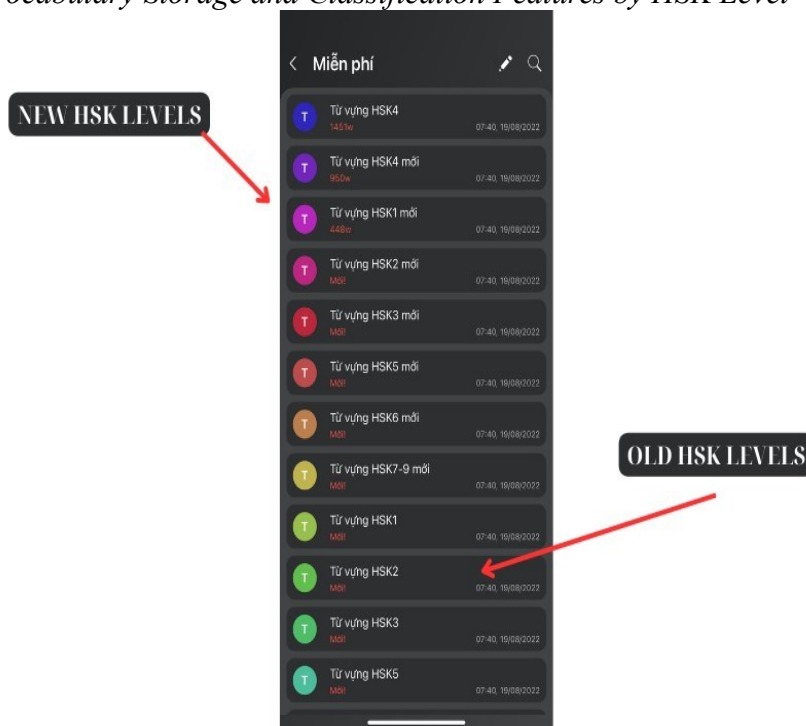 ocabulary Storage and Classification Features by HSK Level
Miễn phí
NEW HSK LEVELS
Từ vựng HSK4
1451w
07:40, 19/08/2022
Từ vựng HSK4 mới
950w
07:40, 19/08/2022
Từ vựng HSK1 mới
448w
07:40, 19/08/2022
Từ vựng HSK2 mới
Mới!
07:40, 19/08/2022
Từ vựng HSK3 mới
Mới!
07:40, 19/08/2022
Từ vựng HSK5 mới
Mới!
07:40, 19/08/2022
Từ vựng HSK6 mới
Mới!
07:40, 19/08/2022
OLD HSK LEVELS
Từ vựng HSK7-9 mới
Mới!
07:40, 19/08/2022
Từ vựng HSK1
Mới!
07:40, 19/08/2022
Từ vựng HSK2
Mới!
07:40, 19/08/2022
Từ vựng HSK3
Mới!
07:40, 19/08/2022
Từ vựng HSK5
Mới!
07:40, 19/08/2022